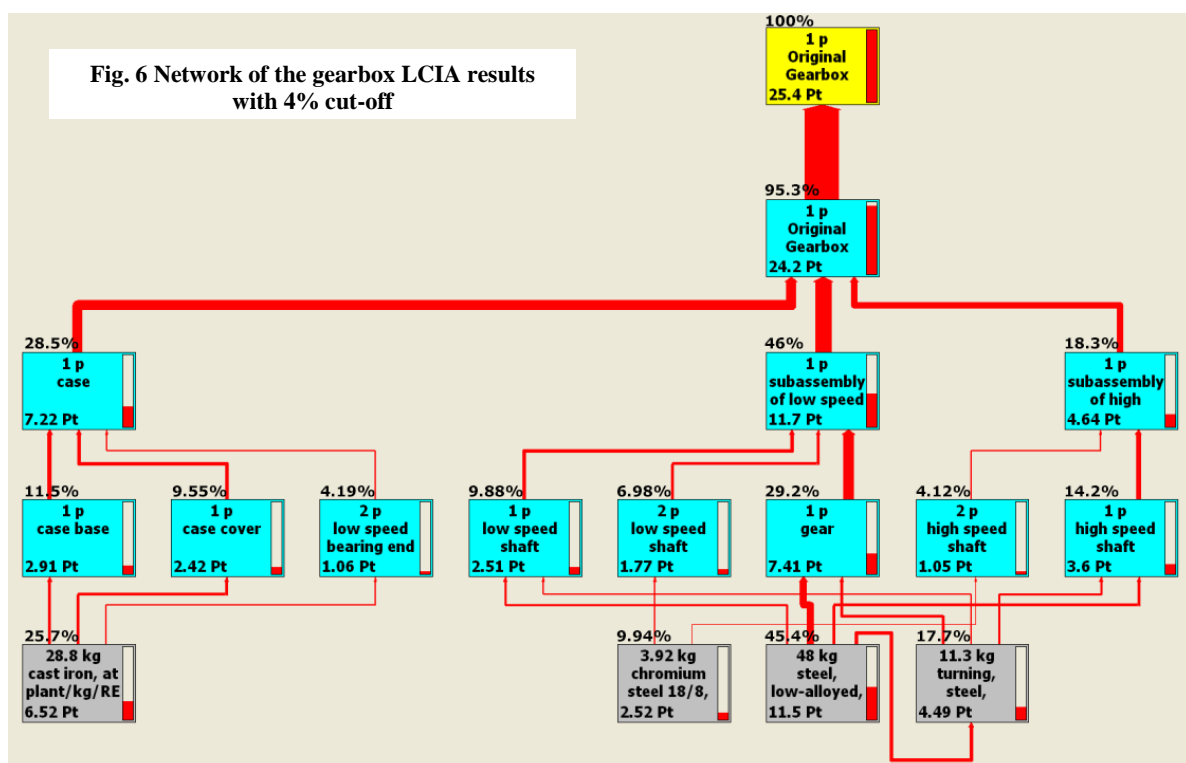 100%
1 p
Original
Gearbox
25.4 Pt
Fig. 6 Network of the gearbox LCIA results
with 4% cut-off
95.3%
1 p
Original
Gearbox
24.2 Pt
28.5%
1 p
case
7.22 Pt
46%
1 p
subassembly
of low speed
11.7 Pt
18.3%
1 p
subassembly
of high
4.64 Pt
11.5%
1 p
case base
2.91 Pt
9.55%
1 p
case cover
2.42 Pt
4.19%
2 p
low speed
bearing end
1.06 Pt
9.88%
1 p
low speed
shaft
2.51 Pt
6.98%
2 p
low speed
shaft
1.77 Pt
29.2%
1 p
gear
7.41 Pt
4.12%
2 p
high speed
shaft
1.05 Pt
14.2%
1 p
high speed
shaft
3.6 Pt
25.7%
28.8 kg
cast iron, at
plant/kg/RE
6.52 Pt
9.94%
3.92 kg
chromium
steel 18/8,
2.52 Pt
45.4%
48 kg
steel,
low-alloyed,
11.5 Pt
17.7%
11.3 kg
turning,
steel,
4.49 Pt